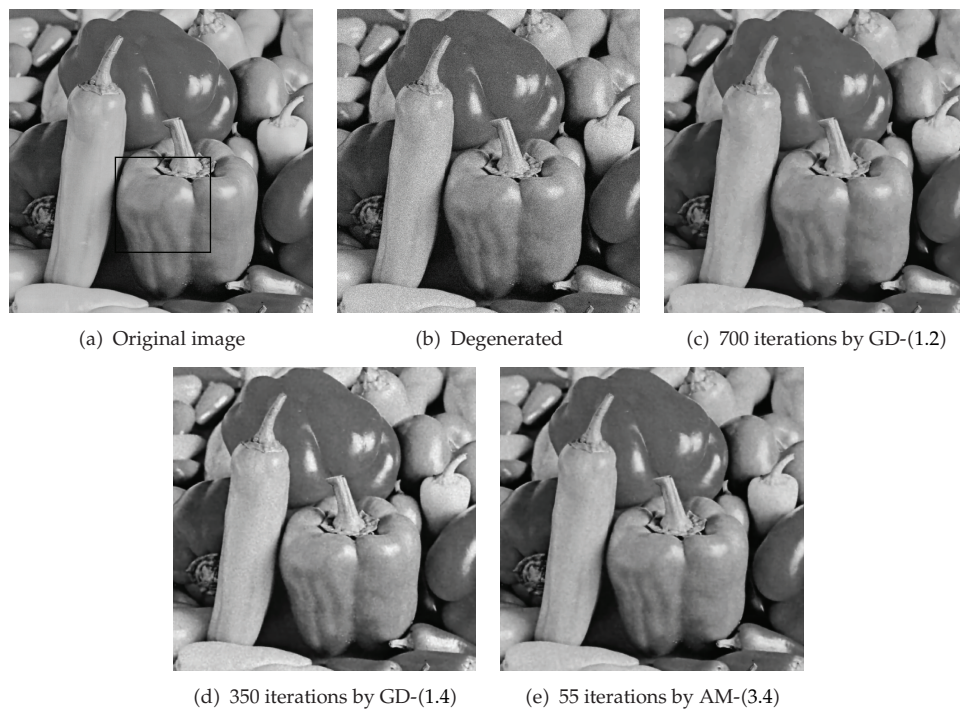 (a) Original image
(b) Degenerated
(c) 700 iterations by GD-(1.2)
(d) 350 iterations by GD-(1.4)
(e) 55 iterations by AM-(3.4)